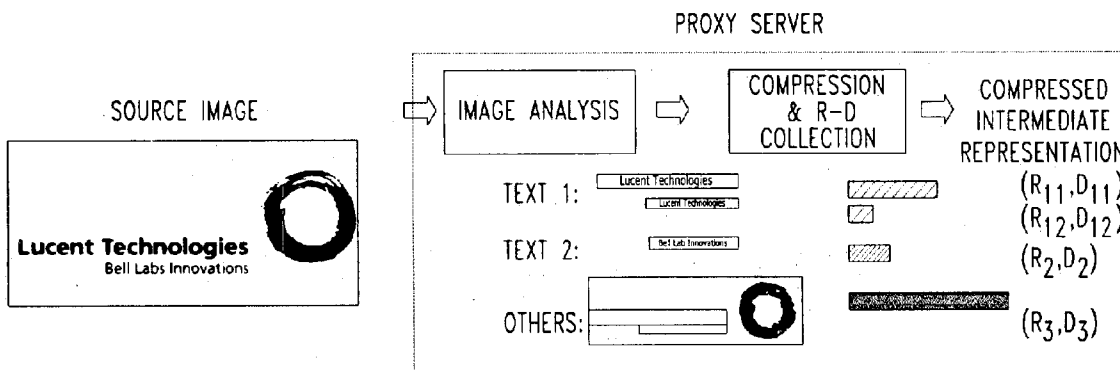 PROXY SERVER
SOURCE IMAGE
IMAGE ANALYSIS
COMPRESSION
& R-D
COLLECTION
COMPRESSED
INTERMEDIATE
REPRESENTATION
Lucent Technologies
Bell Labs Innovations
TEXT 1:
Lucent Technologies
(R11,D11)
Lucent Technologies
(R12,D12)
TEXT 2:
Bell Lab Innovations
(R2,D2)
OTHERS:
(R3,D3)